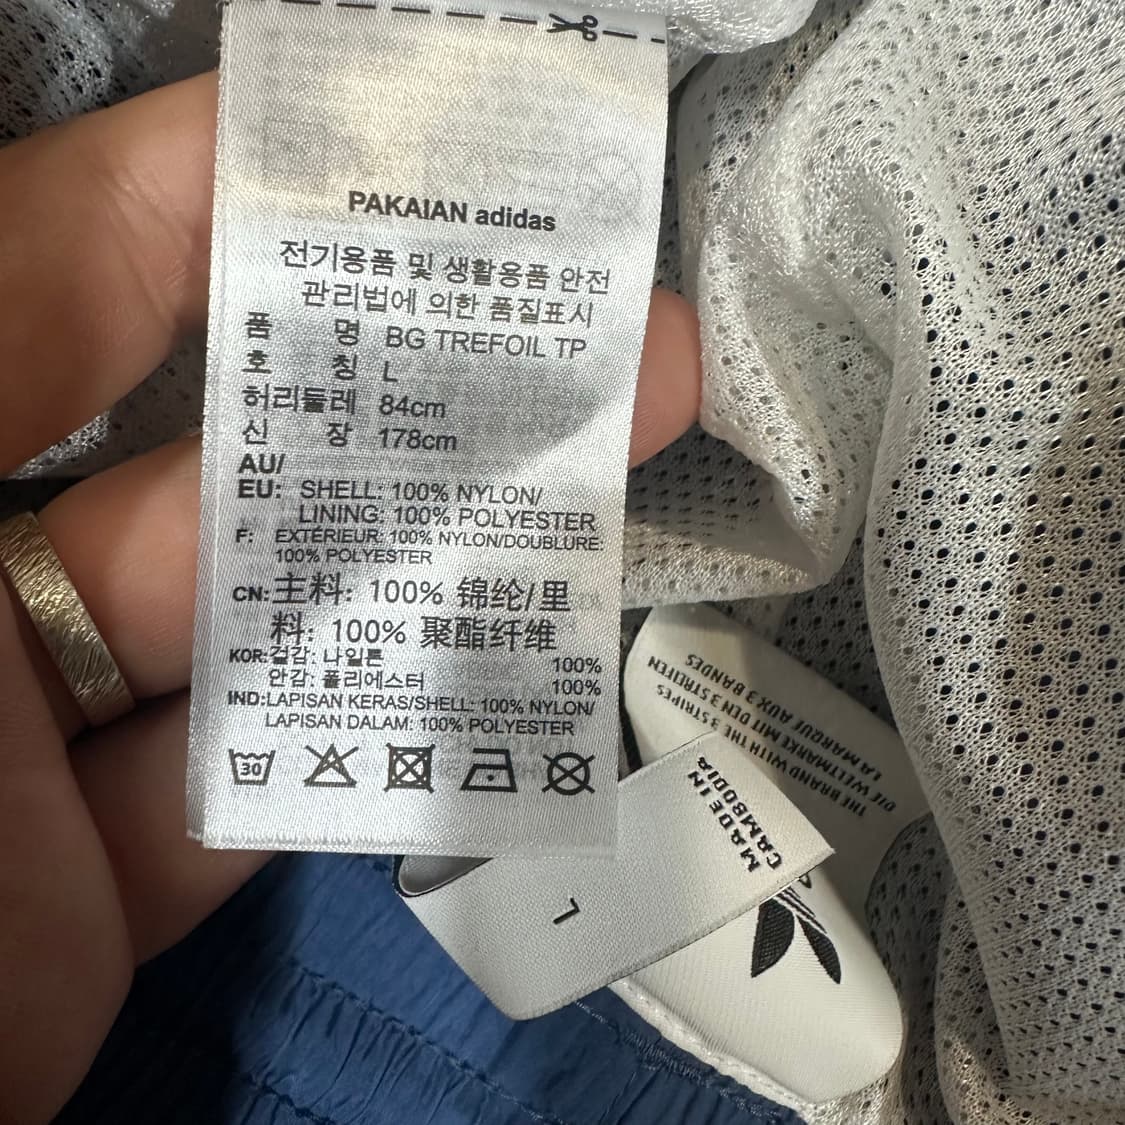 PAKAIAN adidas
전기용품 및 생활용품 안전
관리법에 의한 품질표시
품 명 BG TREFOIL TP
호 칭 L
허리둘레 84cm
신 장 178cm
AU/
EU: SHELL: 100% NYLON/
LINING: 100% POLYESTER
F: EXTÉRIEUR: 100% NYLON/DOUBLURE:
100% POLYESTER
CN: 主料: 100% 锦纶/里
料: 100% 聚酯纤维
KOR: 겉감: 나일론 100%
안감: 폴리에스터 100%
IND: LAPISAN KERAS/SHELL: 100% NYLON/
LAPISAN DALAM: 100% POLYESTER
30
MADE IN
CAMBODIA
L
THE BRAND WITH THE 3 STRIPES
DIE WELTMARKE MIT DEN 3 STREIFEN
LA MARQUE AUX 3 BANDES